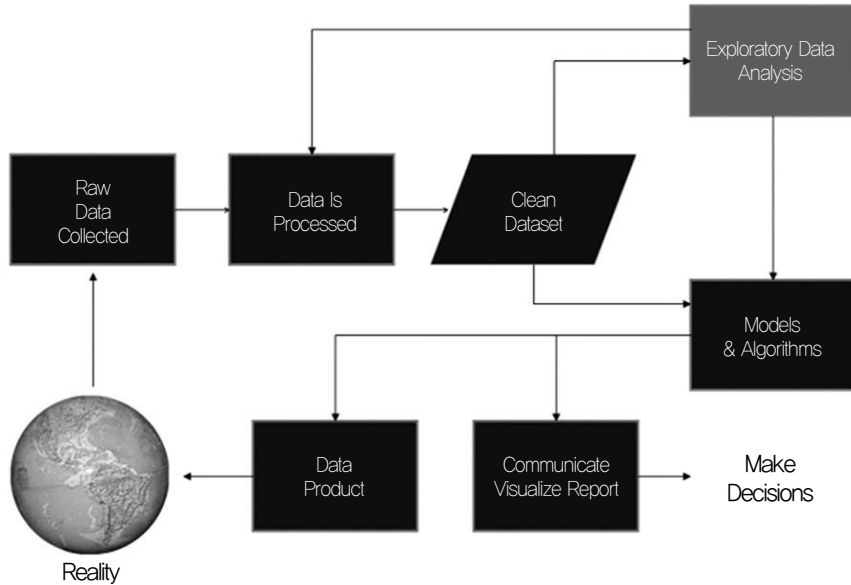 Exploratory Data
Analysis
Raw
Data
Collected
Data Is
Processed
Clean
Dataset
Models
& Algorithms
Data
Product
Communicate
Visualize Report
Make
Decisions
Reality